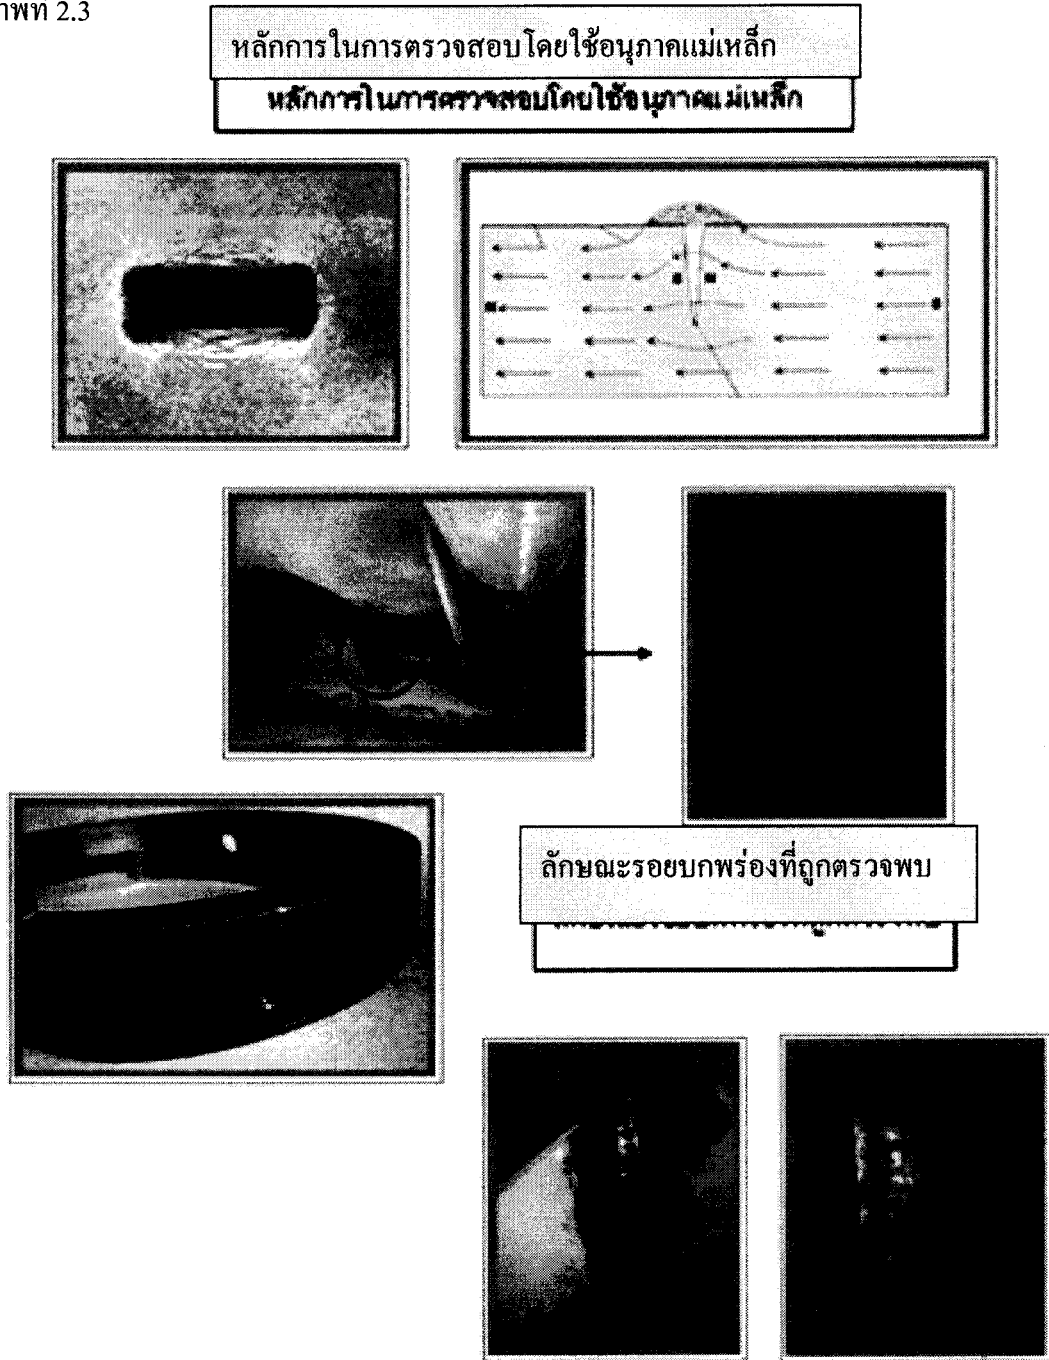 าพที่ 2.3
หลักการในการตรวจสอบโดยใช้อนุภาคแม่เหล็ก
หลักการในการตรวจสอบโดยใช้อนุภาคแม่เหล็ก
ลักษณะรอยบกพร่องที่ถูกตรวจพบ